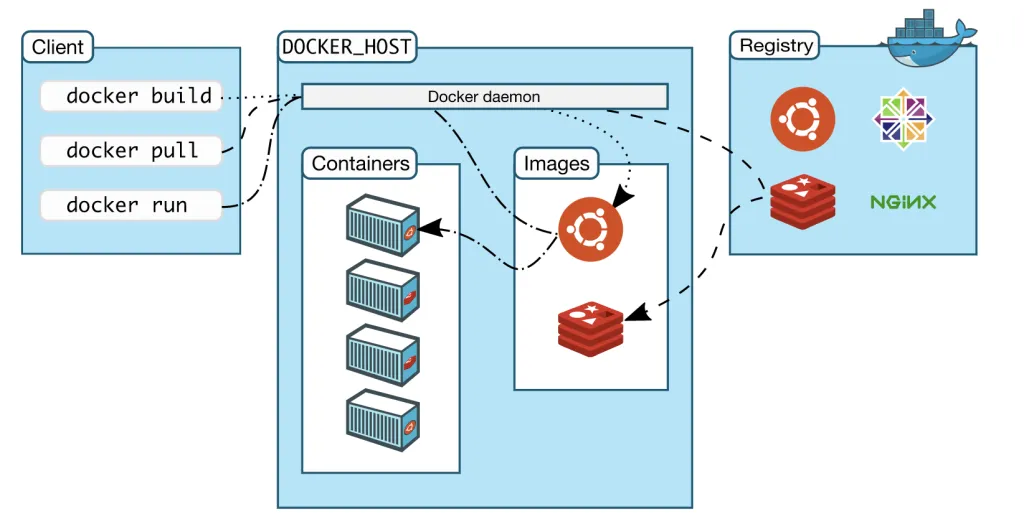 Client
docker build
docker pull
docker run
DOCKER_HOST
Docker daemon
Containers
Images
Registry
NGINX